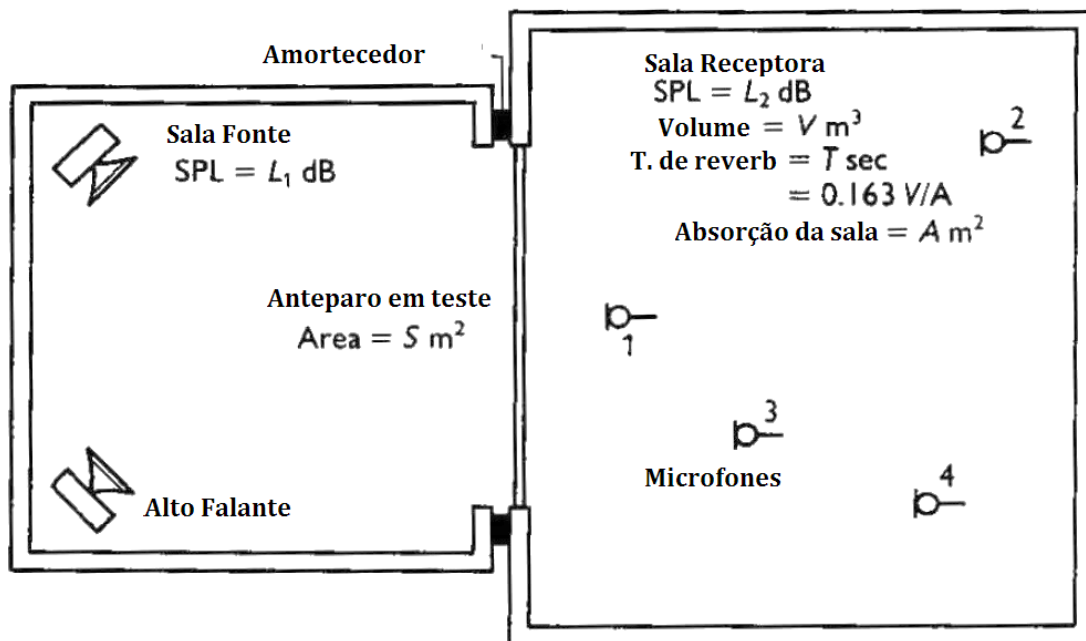 Amortecedor
Sala Fonte
SPL = L₁ dB
Anteparo em teste
Area = S m²
Alto Falante
Sala Receptora
SPL = L₂ dB
Volume = V m³
T. de reverb = T sec
= 0.163 V/A
Absorção da sala = A m²
2
1
3
Microfones
4